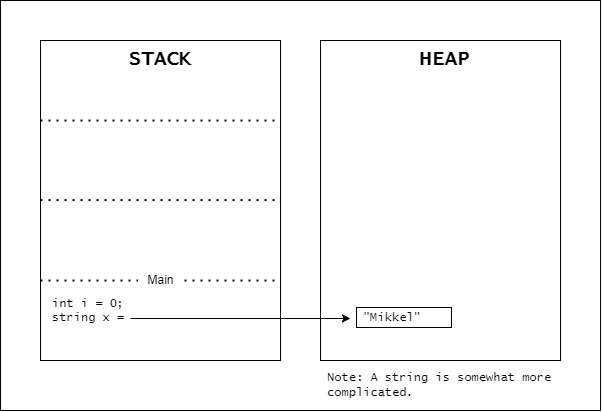 STACK
HEAP
Main
int i = 0;
string x =
"Mikkel"
Note: A string is somewhat more
complicated.